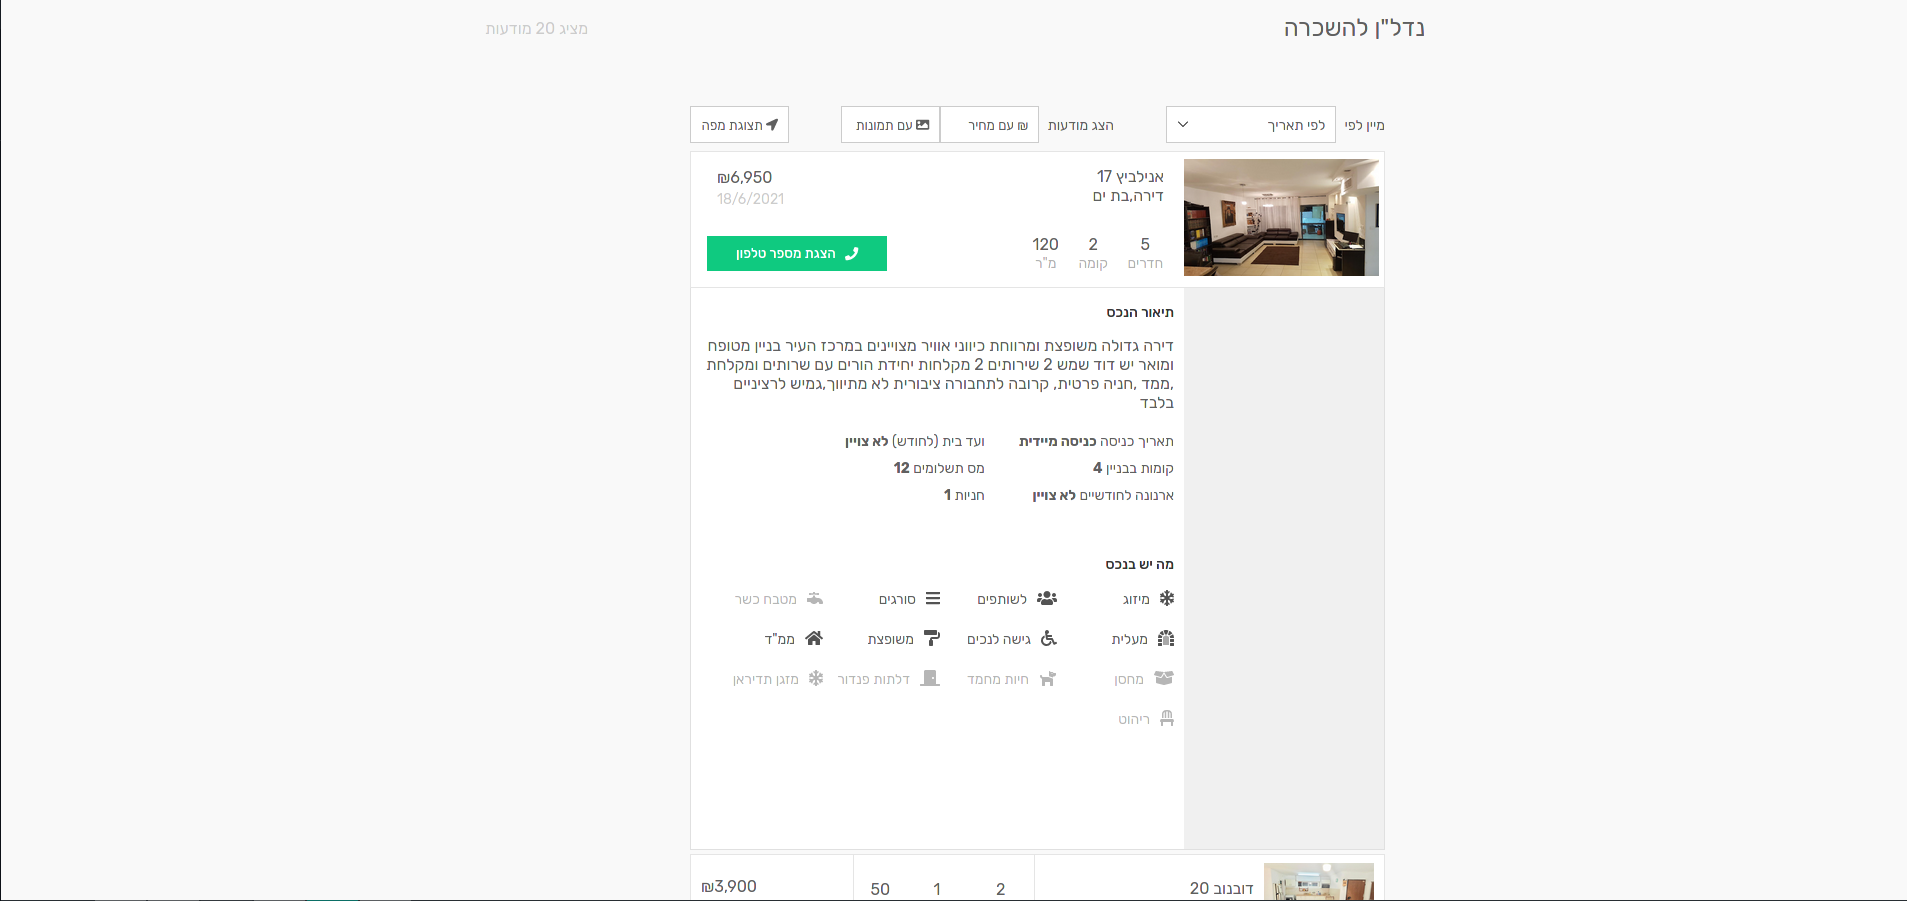 נדל"ן להשכרה
מציג 20 מודעות
מיין לפי
לפי תאריך
הצג מודעות
₪ עם מחיר
עם תמונות
תצוגת מפה
אנילביץ 17
דירה,בת ים
5
חדרים
2
קומה
120
מ"ר
₪6,950
18/6/2021
הצגת מספר טלפון
תיאור הנכס
דירה גדולה משופצת ומרווחת כיווני אוויר מצויינים במרכז העיר בניין מטופח
ומואר יש דוד שמש 2 שירותים 2 מקלחות יחידת הורים עם שרותים ומקלחת
,ממד ,חניה פרטית, קרובה לתחבורה ציבורית לא מתיווך,גמיש לרציניים
בלבד
תאריך כניסה כניסה מיידית
ועד בית (לחודש) לא צויין
קומות בבניין 4
מס תשלומים 12
ארנונה לחודשיים לא צויין
חניות 1
מה יש בנכס
מיזוג
לשותפים
סורגים
מטבח כשר
מעלית
גישה לנכים
משופצת
ממ"ד
מחסן
חיות מחמד
דלתות פנדור
מזגן תדיראן
ריהוט
דובנוב 20
2
1
50
₪3,900